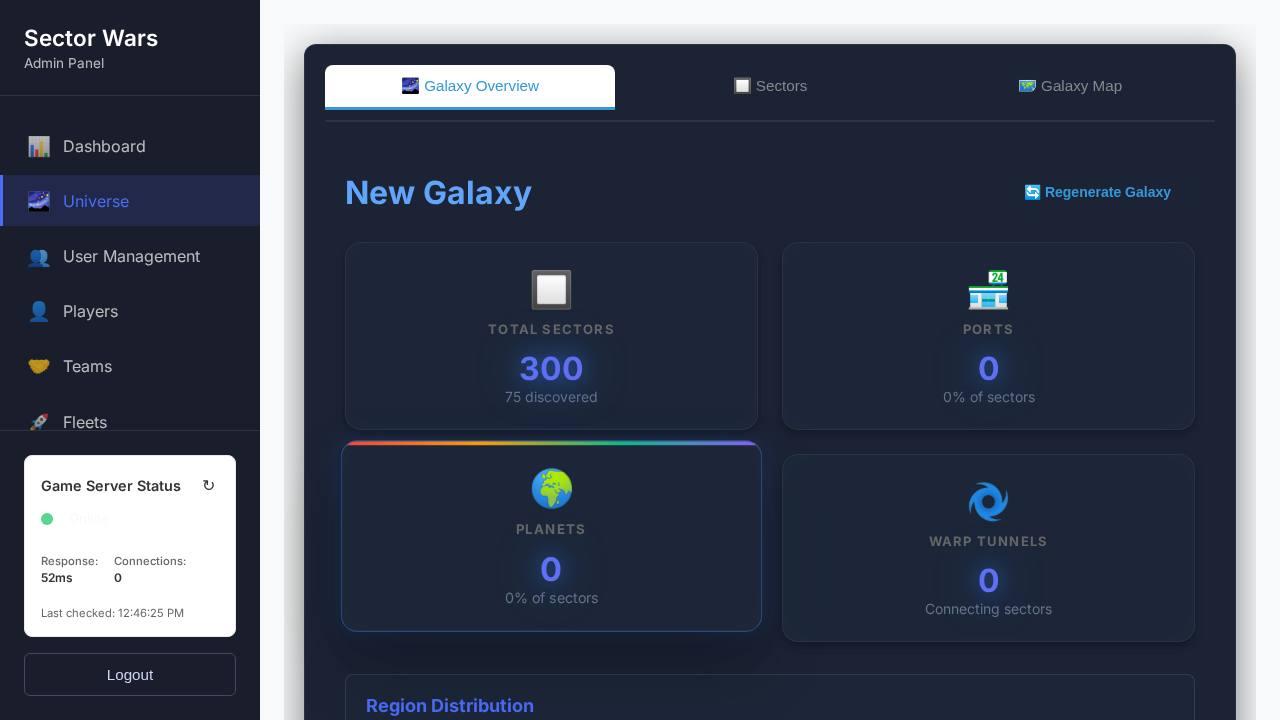 Sector Wars
Admin Panel
Dashboard
Universe
User Management
Players
Teams
Fleets
Game Server Status ↻
Online
Response: Connections:
52ms 0
Last checked: 12:46:25 PM
Logout
Galaxy Overview
Sectors
Galaxy Map
New Galaxy
Regenerate Galaxy
TOTAL SECTORS
300
75 discovered
24
PORTS
0
0% of sectors
PLANETS
0
0% of sectors
WARP TUNNELS
0
Connecting sectors
Region Distribution